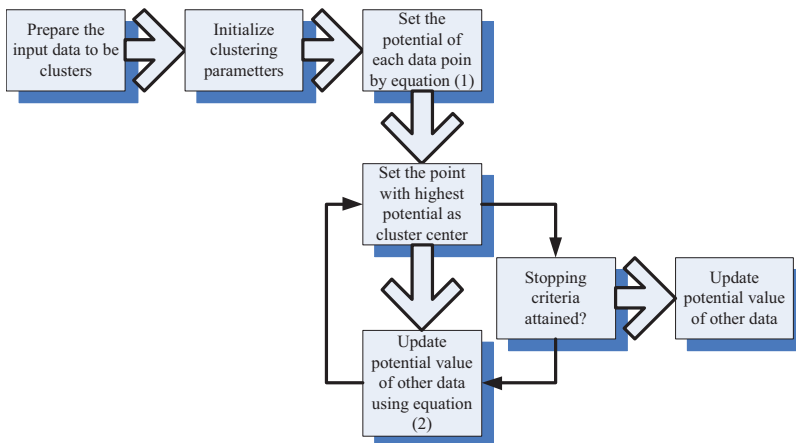 Prepare the
input data to be
clusters
Initialize
clustering
parametters
Set the
potential of
each data poin
by equation (1)
Set the point
with highest
potential as
cluster center
Stopping
criteria
attained?
Update
potential value
of other data
Update
potential value
of other data
using equation
(2)